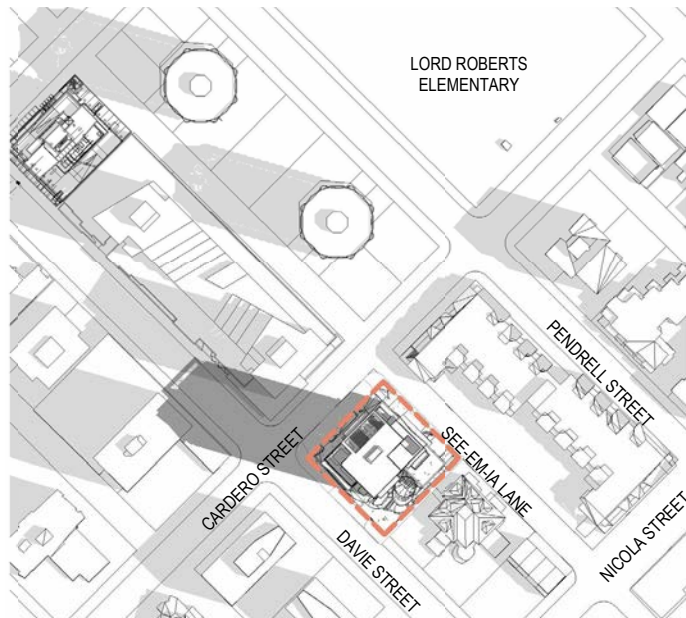 LORD ROBERTS
ELEMENTARY
PENDRELL STREET
SEE-EM-IA LANE
CARDERO STREET
DAVIE STREET
NICOLA STREET